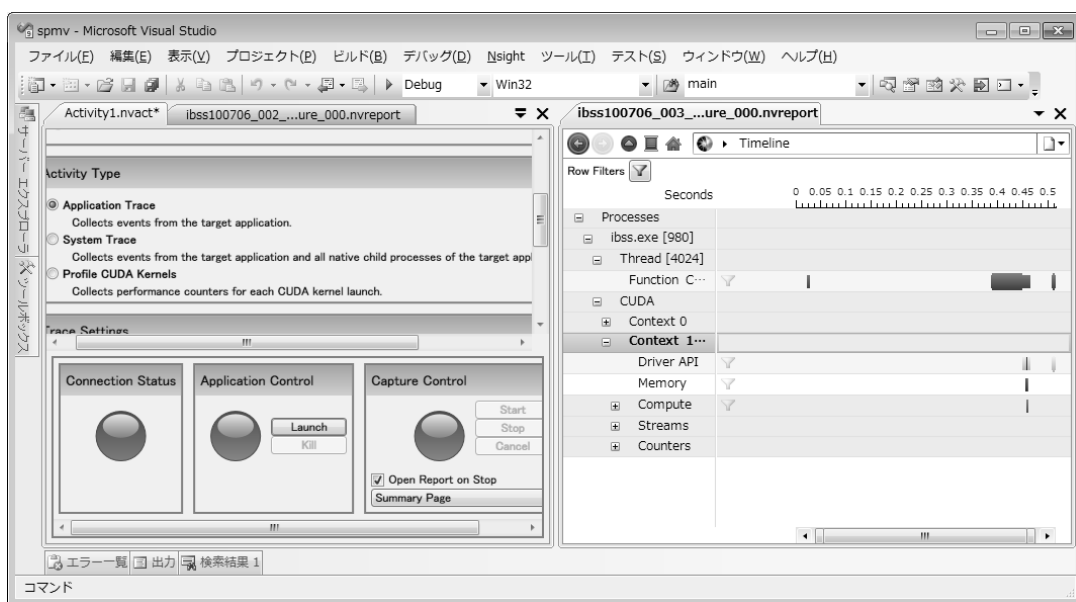 spmv - Microsoft Visual Studio
ファイル(F) 編集(E) 表示(V) プロジェクト(P) ビルド(B) デバッグ(D) Nsight ツール(T) テスト(S) ウィンドウ(W) ヘルプ(H)
Debug Win32 main
サーバー エクスプローラ
ツールボックス
Activity1.nvact* ibss100706_002_...ure_000.nvreport
Activity Type
Application Trace
Collects events from the target application.
System Trace
Collects events from the target application and all native child processes of the target appl
Profile CUDA Kernels
Collects performance counters for each CUDA kernel launch.
Trace Settings
Connection Status
Application Control
Launch
Kill
Capture Control
Start
Stop
Cancel
Open Report on Stop
Summary Page
ibss100706_003_...ure_000.nvreport
Timeline
Row Filters
Seconds 0 0.05 0.1 0.15 0.2 0.25 0.3 0.35 0.4 0.45 0.5
Processes
ibss.exe [980]
Thread [4024]
Function C…
CUDA
Context 0
Context 1…
Driver API
Memory
Compute
Streams
Counters
エラー一覧 出力 検索結果 1
コマンド